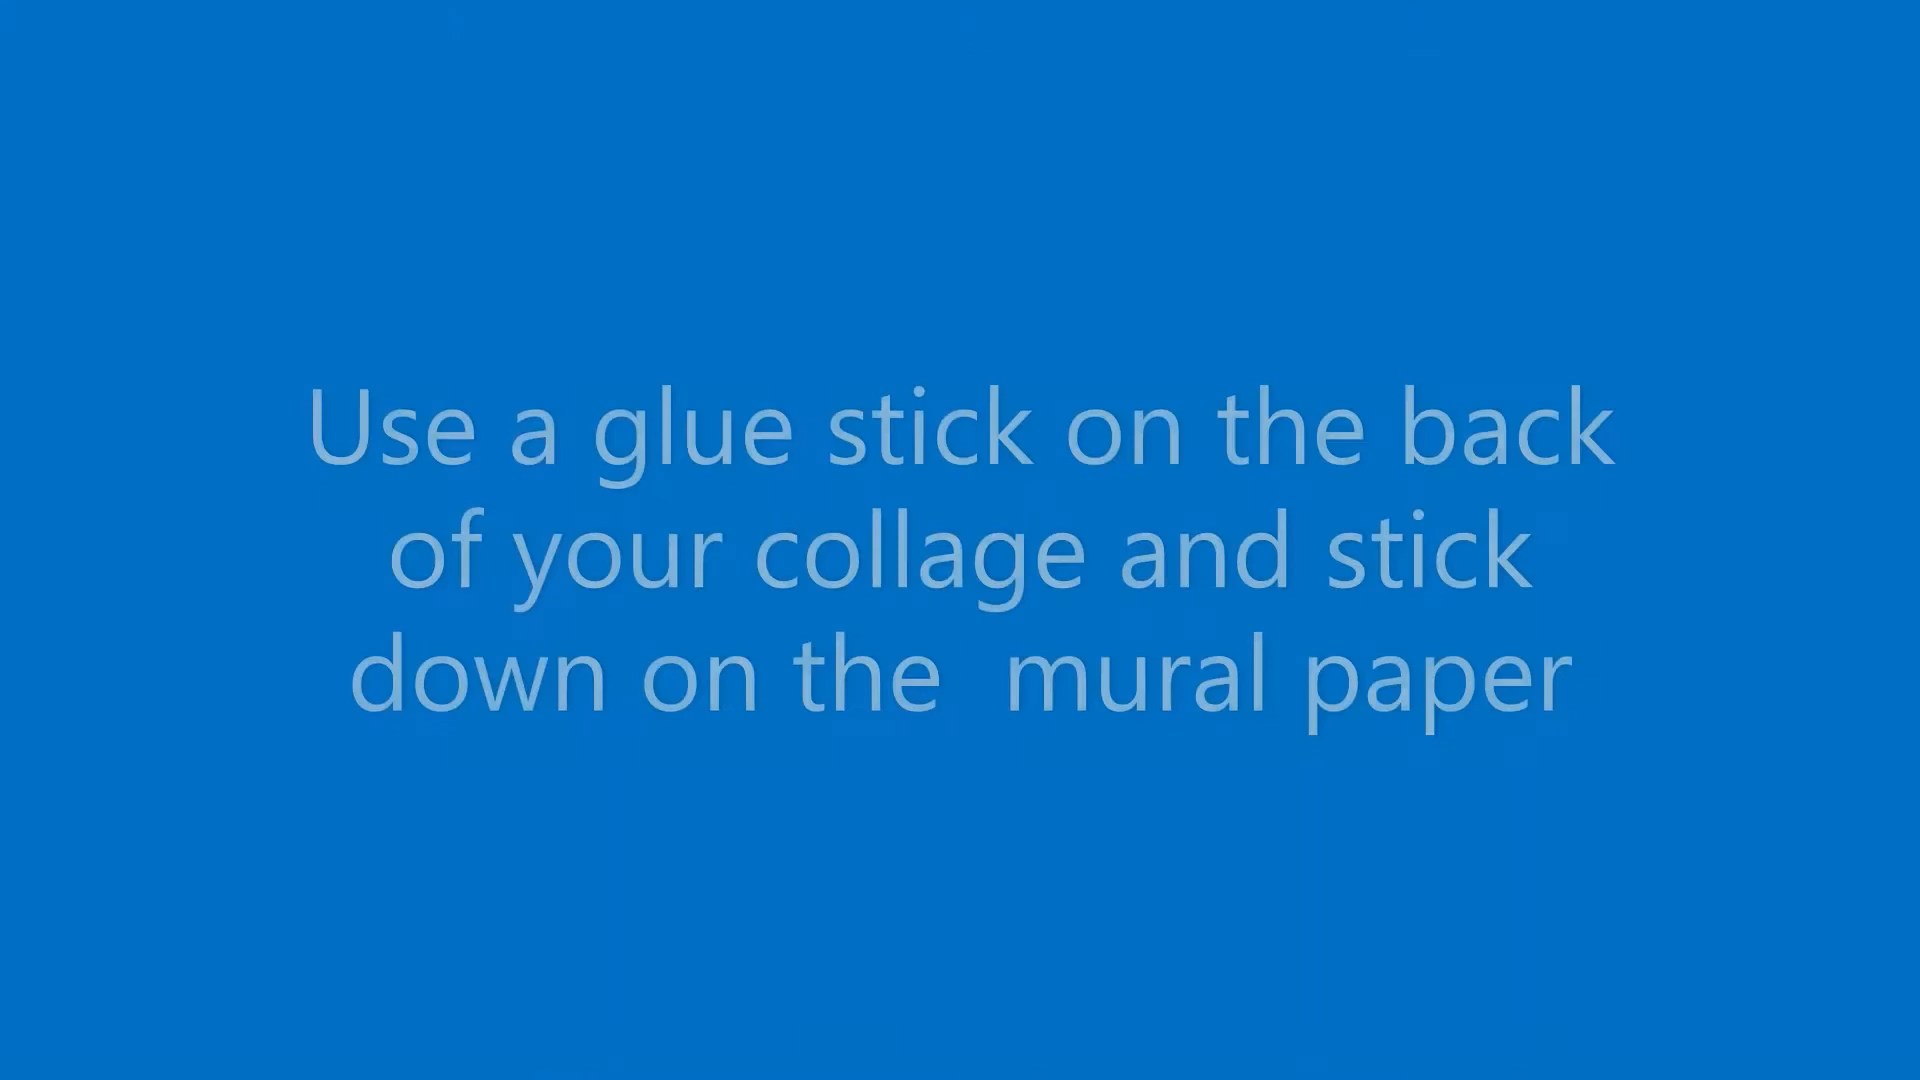 Use a glue stick on the back
of your collage and stick
down on the  mural paper